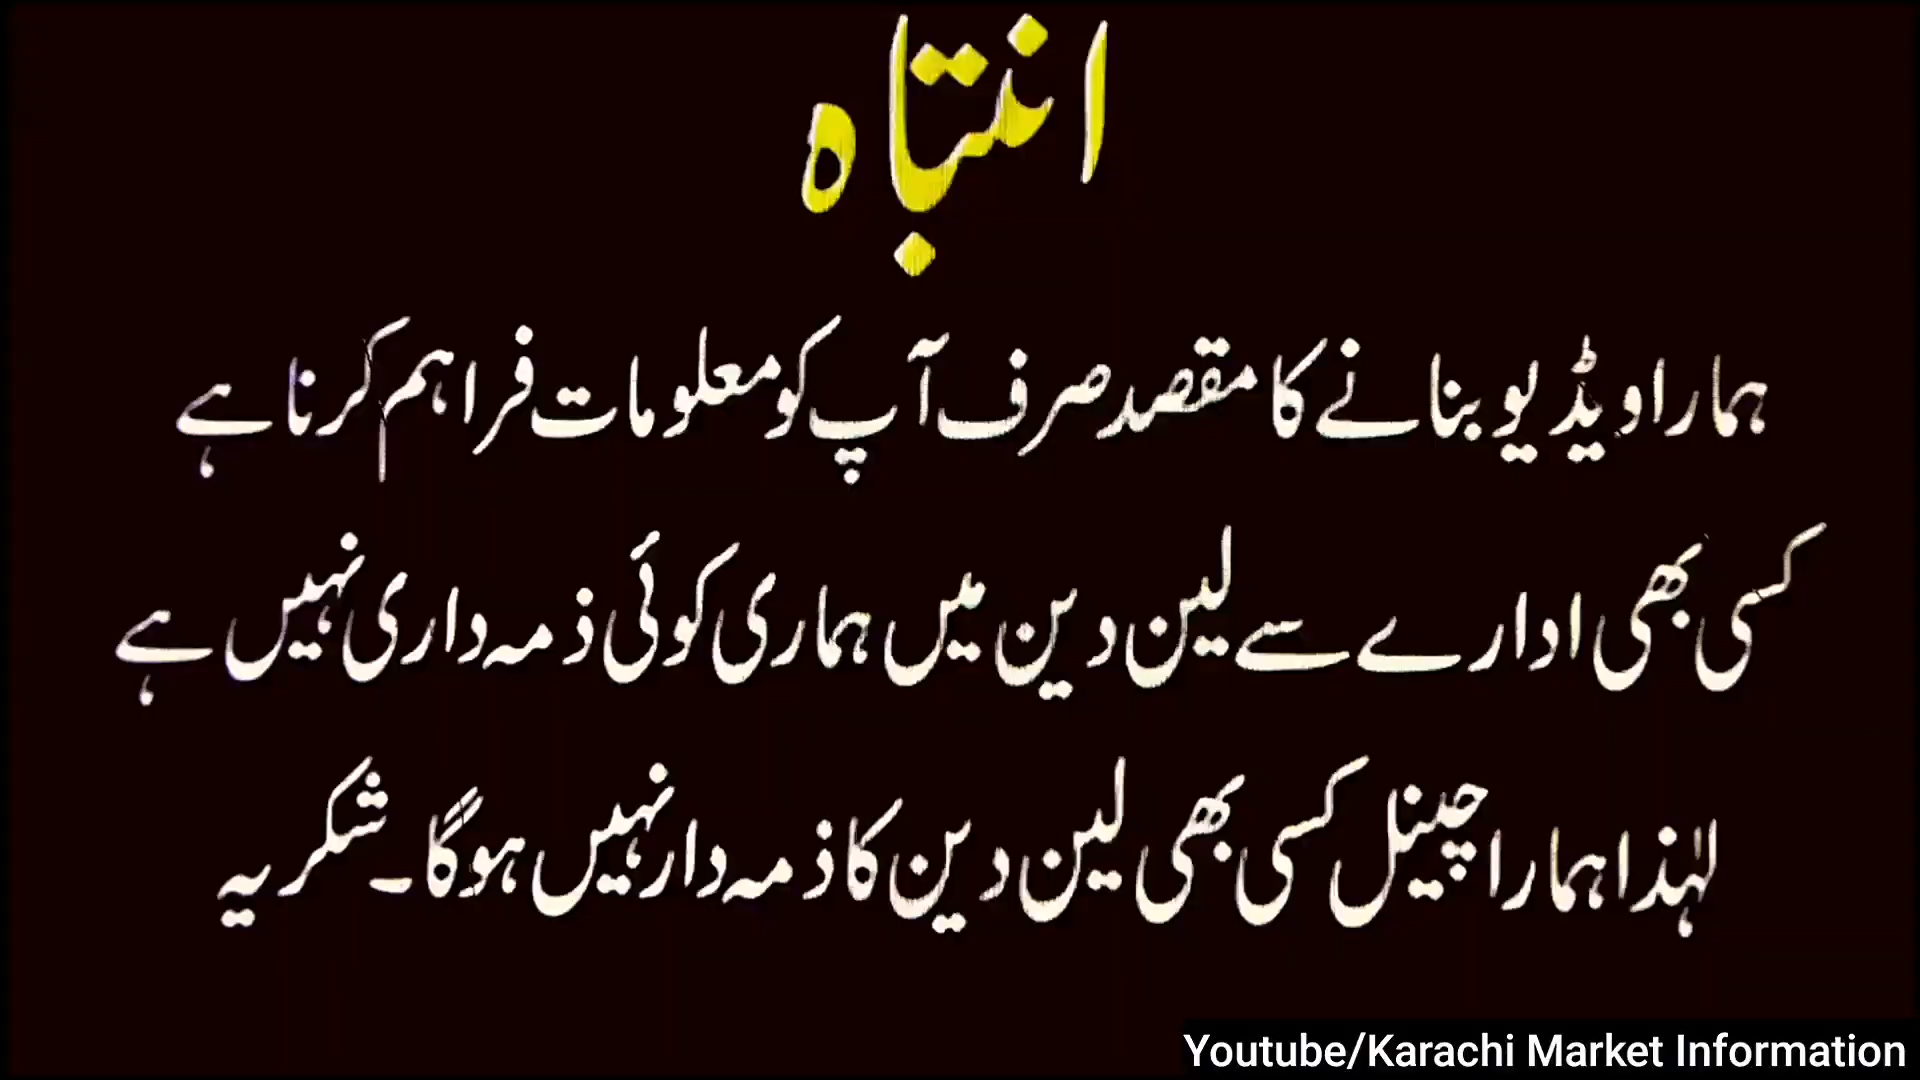 انتباہ
ہمارا ویڈیو بنانے کا مقصد صرف آپ کو معلومات فراہم کرنا ہے
کسی بھی ادارے سے لین دین میں ہماری کوئی ذمہ داری نہیں ہے
لہٰذا ہمارا چینل کسی بھی لین دین کا ذمہ دار نہیں ہوگا۔ شکریہ
Youtube/Karachi Market Information